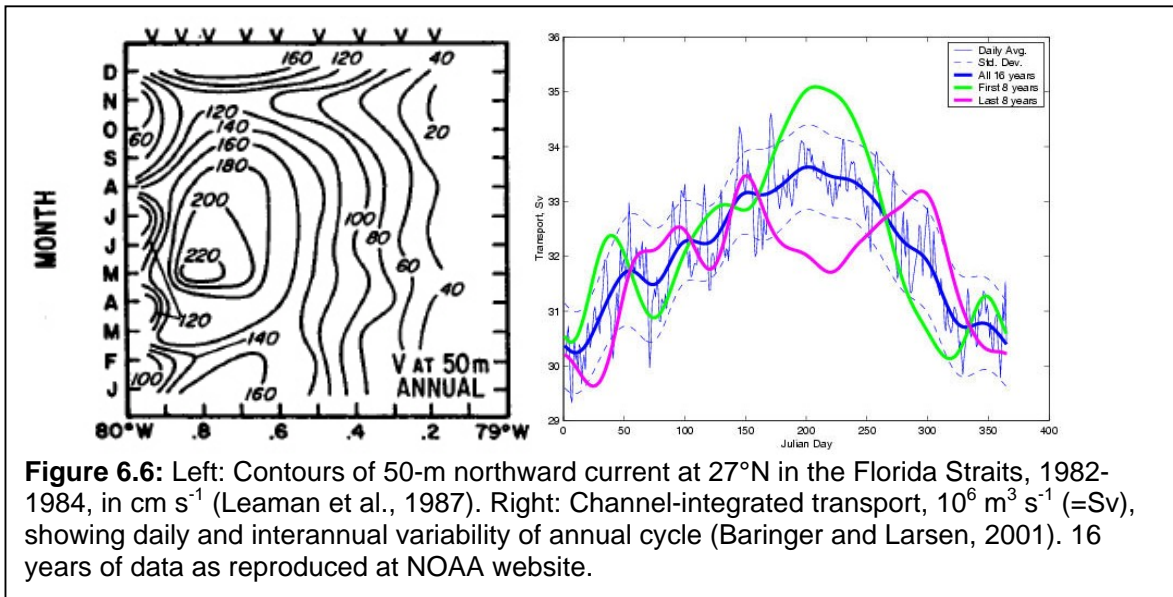 V V V V V V V V
160 120 40
D
N
O
S
A
J
J
M
A
M
F
J
MONTH
60
120
140
160
180
200
220
100
80
60
40
20
120
140
100
160
V AT 50m
ANNUAL
80°W .8 .6 .4 .2 79°W
36
35
34
33
32
31
30
29
Transport, Sv
Daily Avg.
Std. Dev.
All 16 years
First 8 years
Last 8 years
0 50 100 150 200 250 300 350 400
Julian Day
Figure 6.6: Left: Contours of 50-m northward current at 27°N in the Florida Straits, 1982-
1984, in cm s⁻¹ (Leaman et al., 1987). Right: Channel-integrated transport, 10⁶ m³ s⁻¹ (=Sv),
showing daily and interannual variability of annual cycle (Baringer and Larsen, 2001). 16
years of data as reproduced at NOAA website.